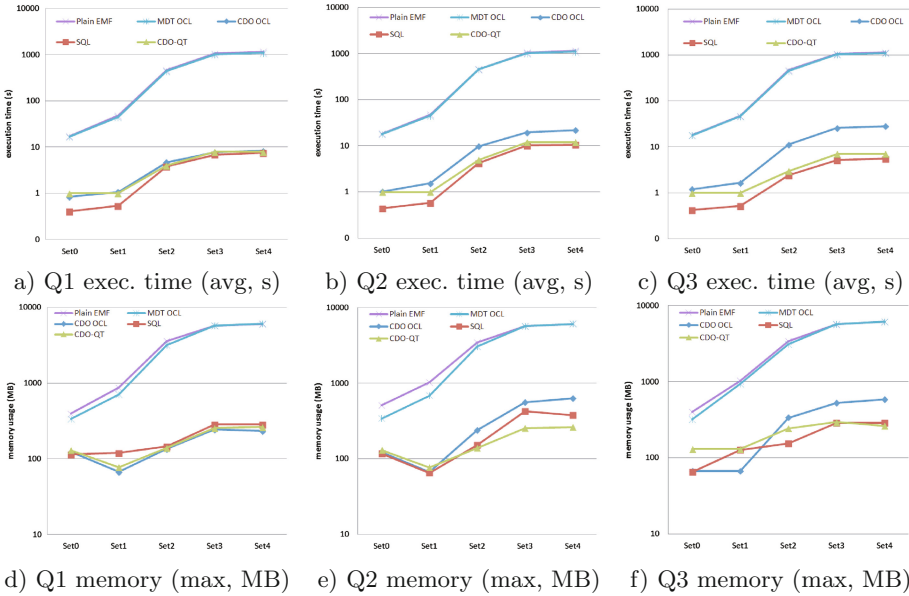 10000
Plain EMF MDT OCL CDO OCL
SQL CDO-QT
1000
100
10
1
0
execution time (s)
Set0 Set1 Set2 Set3 Set4
a) Q1 exec. time (avg, s)
10000
Plain EMF MDT OCL CDO OCL
SQL CDO-QT
1000
100
10
1
0
execution time (s)
Set0 Set1 Set2 Set3 Set4
b) Q2 exec. time (avg, s)
10000
Plain EMF MDT OCL CDO OCL
SQL CDO-QT
1000
100
10
1
0
execution time (s)
Set0 Set1 Set2 Set3 Set4
c) Q3 exec. time (avg, s)
10000
Plain EMF MDT OCL
CDO OCL SQL
CDO-QT
1000
100
10
memory usage (MB)
Set0 Set1 Set2 Set3 Set4
d) Q1 memory (max, MB)
10000
Plain EMF MDT OCL
CDO OCL SQL
CDO-QT
1000
100
10
memory usage (MB)
Set0 Set1 Set2 Set3 Set4
e) Q2 memory (max, MB)
10000
Plain EMF MDT OCL
CDO OCL SQL
CDO-QT
1000
100
10
memory usage (MB)
Set0 Set1 Set2 Set3 Set4
f) Q3 memory (max, MB)